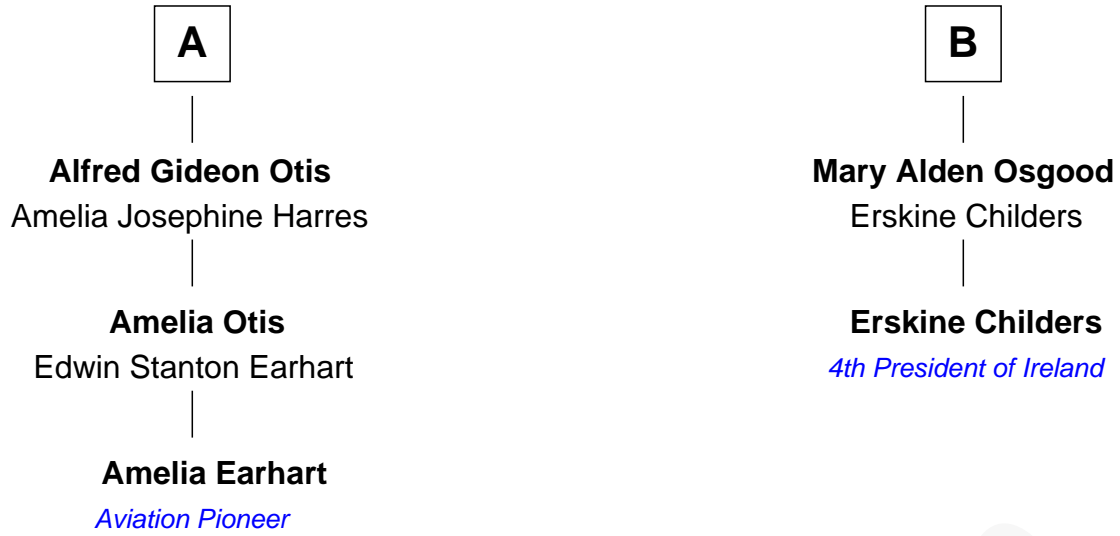 A
B
Alfred Gideon Otis
Amelia Josephine Harres
Mary Alden Osgood
Erskine Childers
Amelia Otis
Edwin Stanton Earhart
Erskine Childers
4th President of Ireland
Amelia Earhart
Aviation Pioneer